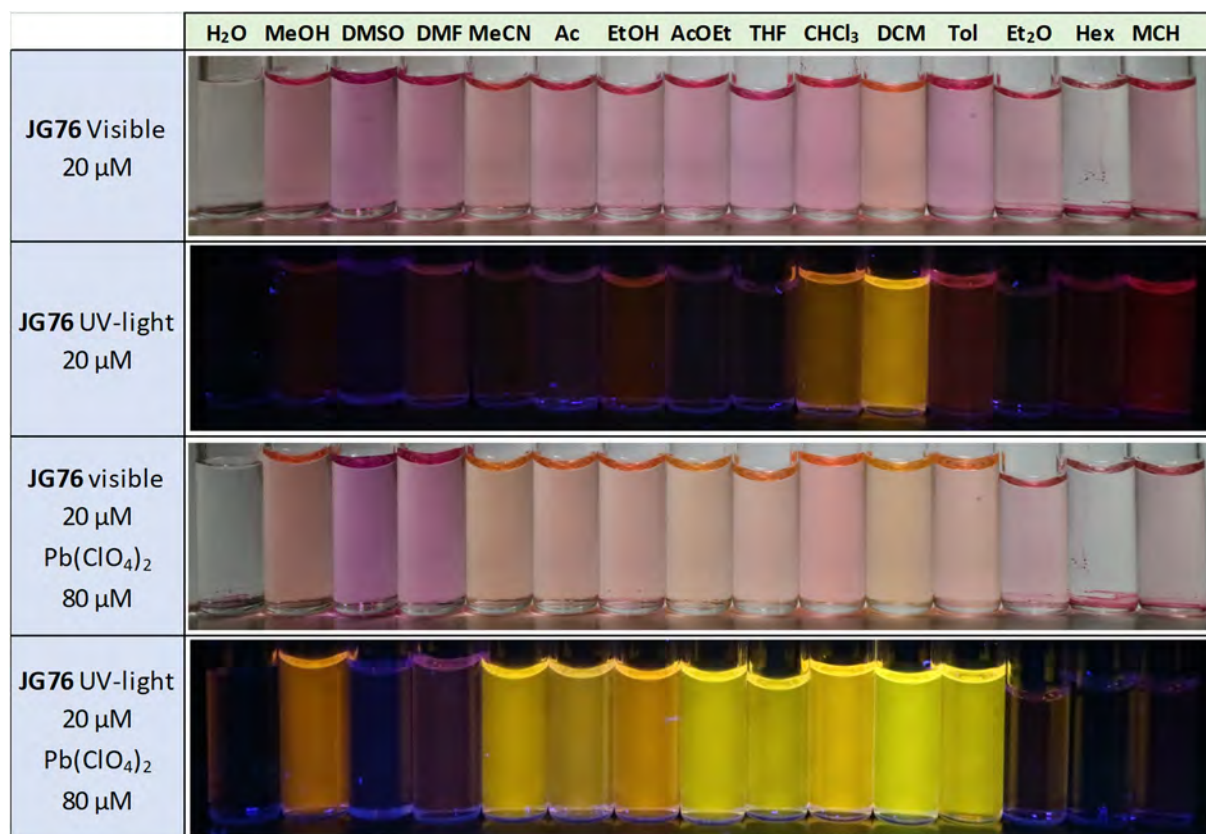 H₂O MeOH DMSO DMF MeCN Ac EtOH AcOEt THF CHCl₃ DCM Tol Et₂O Hex MCH
JG76 Visible
20 µM
JG76 UV-light
20 µM
JG76 visible
20 µM
Pb(ClO₄)₂
80 µM
JG76 UV-light
20 µM
Pb(ClO₄)₂
80 µM